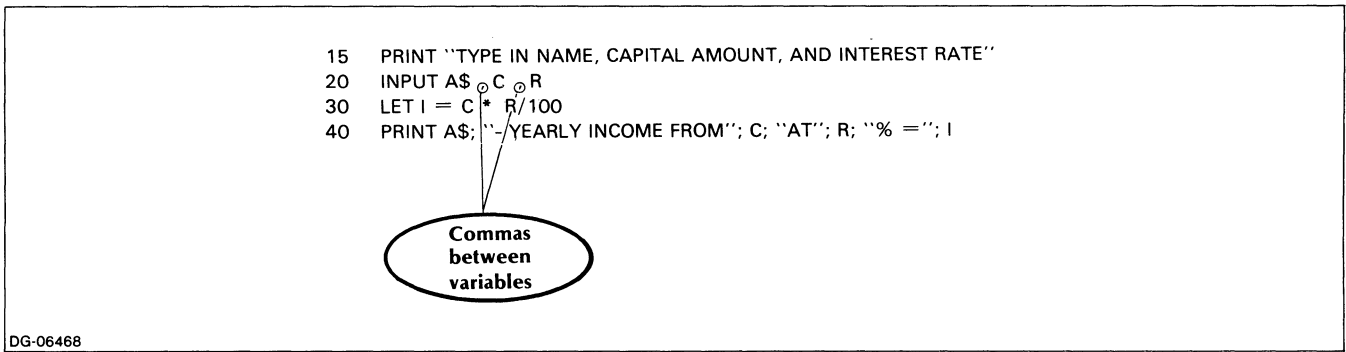 15 PRINT ``TYPE IN NAME, CAPITAL AMOUNT, AND INTEREST RATE''
20 INPUT A$ , C , R
30 LET I = C * R/100
40 PRINT A$; ``- YEARLY INCOME FROM''; C; ``AT''; R; ``% =''; I
Commas
between
variables
DG-06468